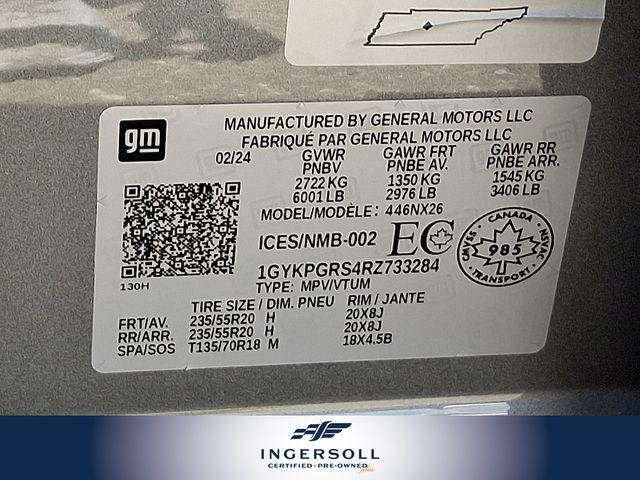 gm
MANUFACTURED BY GENERAL MOTORS LLC
FABRIQUÉ PAR GENERAL MOTORS LLC
02/24 GVWR GAWR FRT GAWR RR
PNBV PNBE AV. PNBE ARR.
2722 KG 1350 KG 1545 KG
6001 LB 2976 LB 3406 LB
MODEL/MODÈLE: 446NX26
ICES/NMB-002 EC
CANADA
CMVSS 985 NSVAC
TRANSPORT
1GYKPGRS4RZ733284
130H
TYPE: MPV/VTUM
TIRE SIZE / DIM. PNEU RIM / JANTE
FRT/AV. 235/55R20 H 20X8J
RR/ARR. 235/55R20 H 20X8J
SPA/SOS T135/70R18 M 18X4.5B
INGERSOLL
CERTIFIED•PRE-OWNED plus